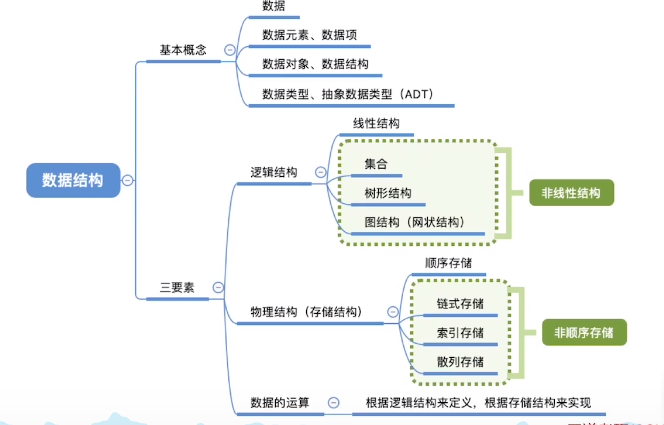 数据
数据元素、数据项
基本概念
数据对象、数据结构
数据类型、抽象数据类型（ADT）
线性结构
逻辑结构
集合
树形结构
图结构（网状结构）
非线性结构
数据结构
三要素
顺序存储
物理结构（存储结构）
链式存储
索引存储
散列存储
非顺序存储
数据的运算
根据逻辑结构来定义，根据存储结构来实现